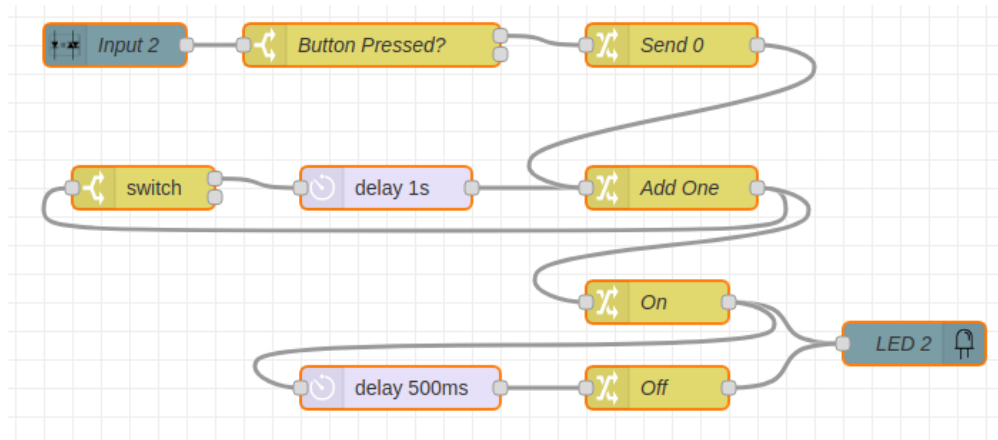 Input 2
Button Pressed?
Send 0
switch
delay 1s
Add One
On
LED 2
delay 500ms
Off